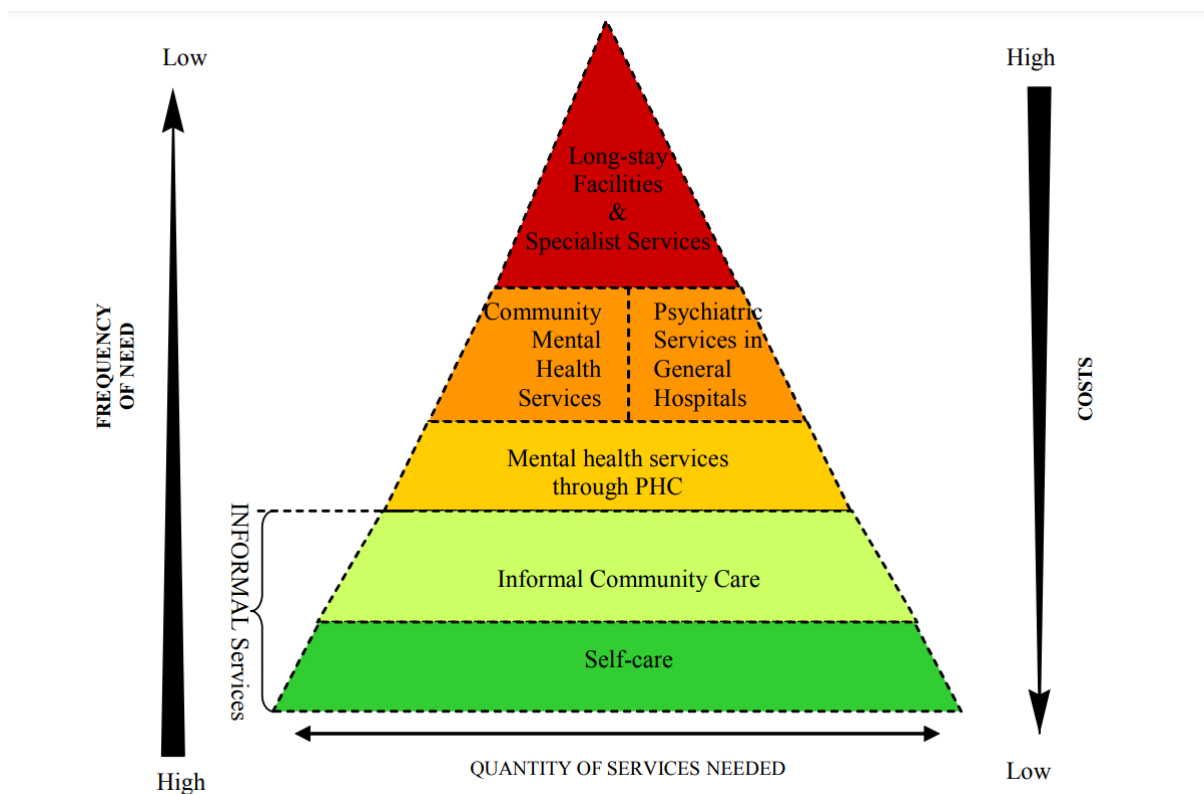 Low
High
Long-stay
Facilities
&
Specialist Services
Community
Mental
Health
Services
Psychiatric
Services in
General
Hospitals
FREQUENCY
OF NEED
COSTS
Mental health services
through PHC
INFORMAL Services
Informal Community Care
Self-care
QUANTITY OF SERVICES NEEDED
High
Low